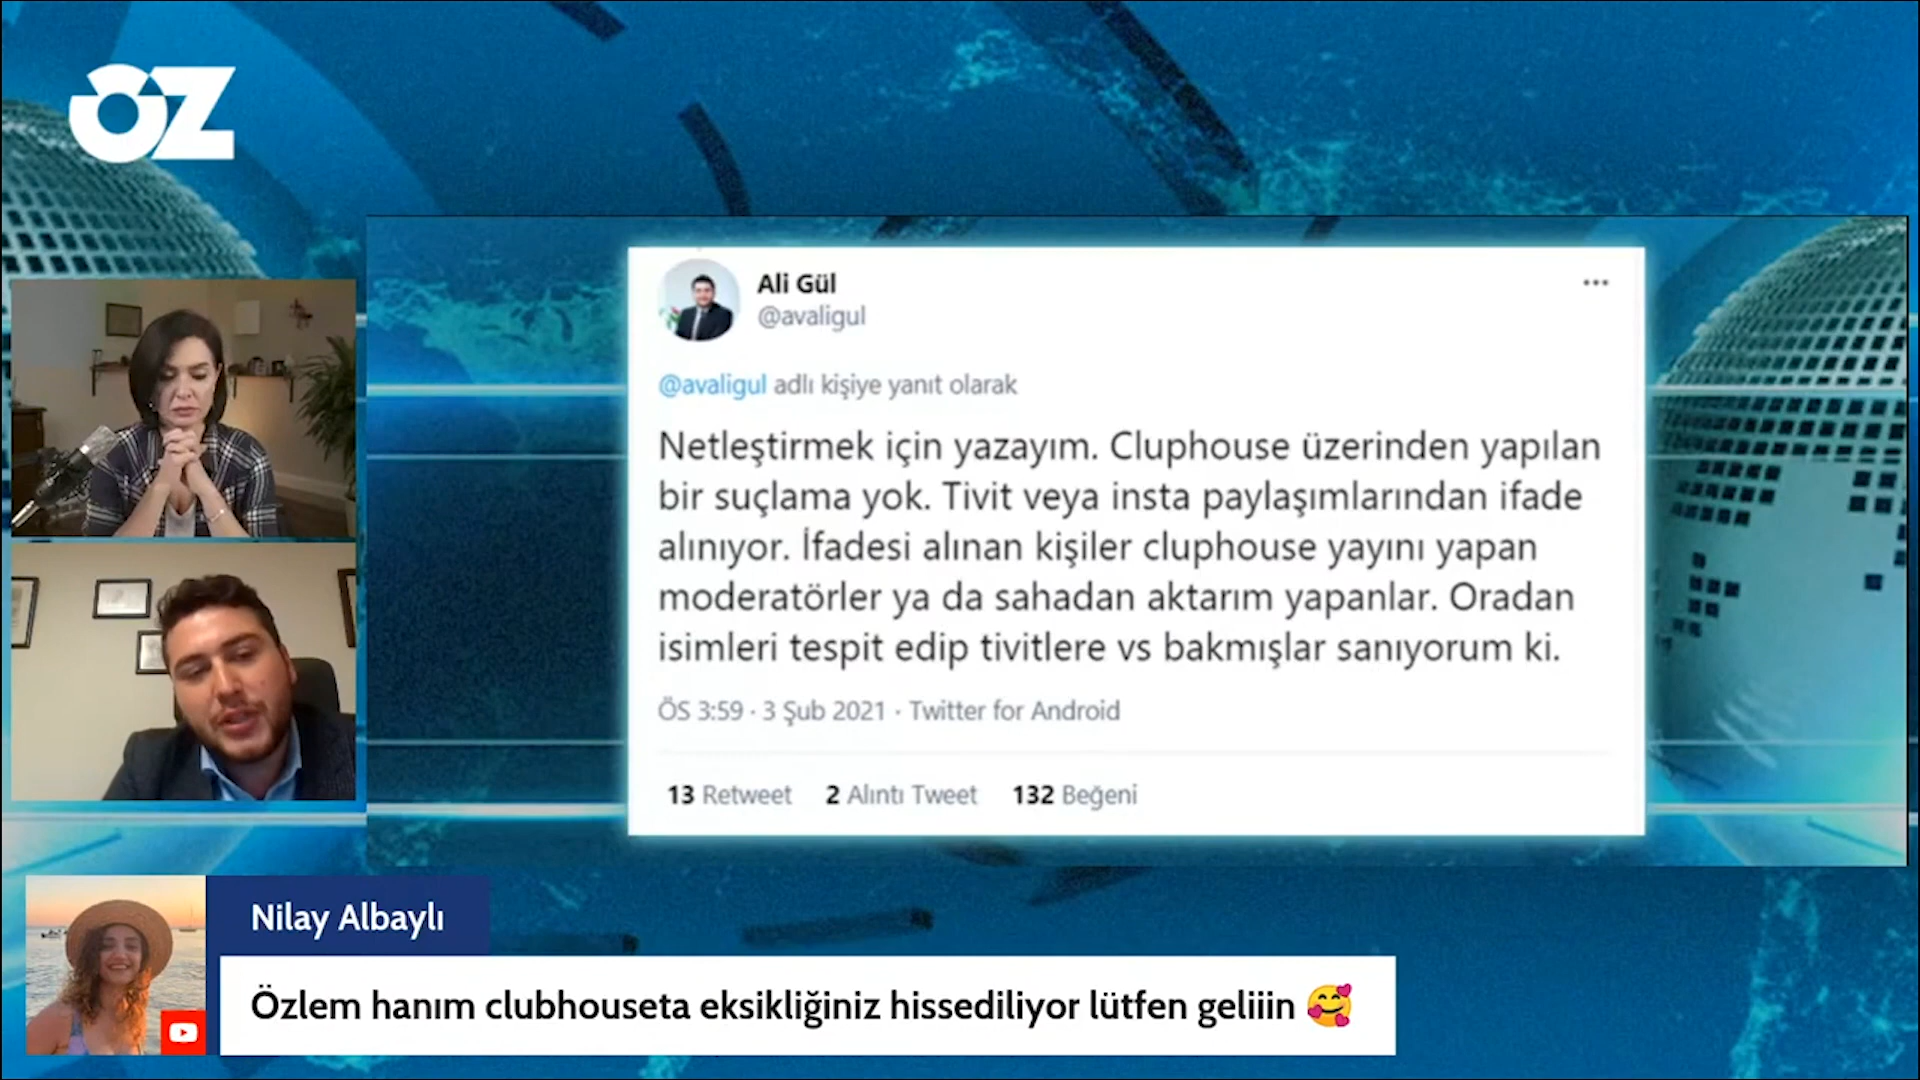 ÖZ
Ali Gül
@avaligul
@avaligul adlı kişiye yanıt olarak
Netleştirmek için yazayım. Cluphouse üzerinden yapılan
bir suçlama yok. Tivit veya insta paylaşımlarından ifade
alınıyor. İfadesi alınan kişiler cluphouse yayını yapan
moderatörler ya da sahadan aktarım yapanlar. Oradan
isimleri tespit edip tivitlere vs bakmışlar sanıyorum ki.
ÖS 3:59 · 3 Şub 2021 · Twitter for Android
13 Retweet 2 Alıntı Tweet 132 Beğeni
Nilay Albaylı
Özlem hanım clubhouseta eksikliğiniz hissediliyor lütfen geliiin 🥰